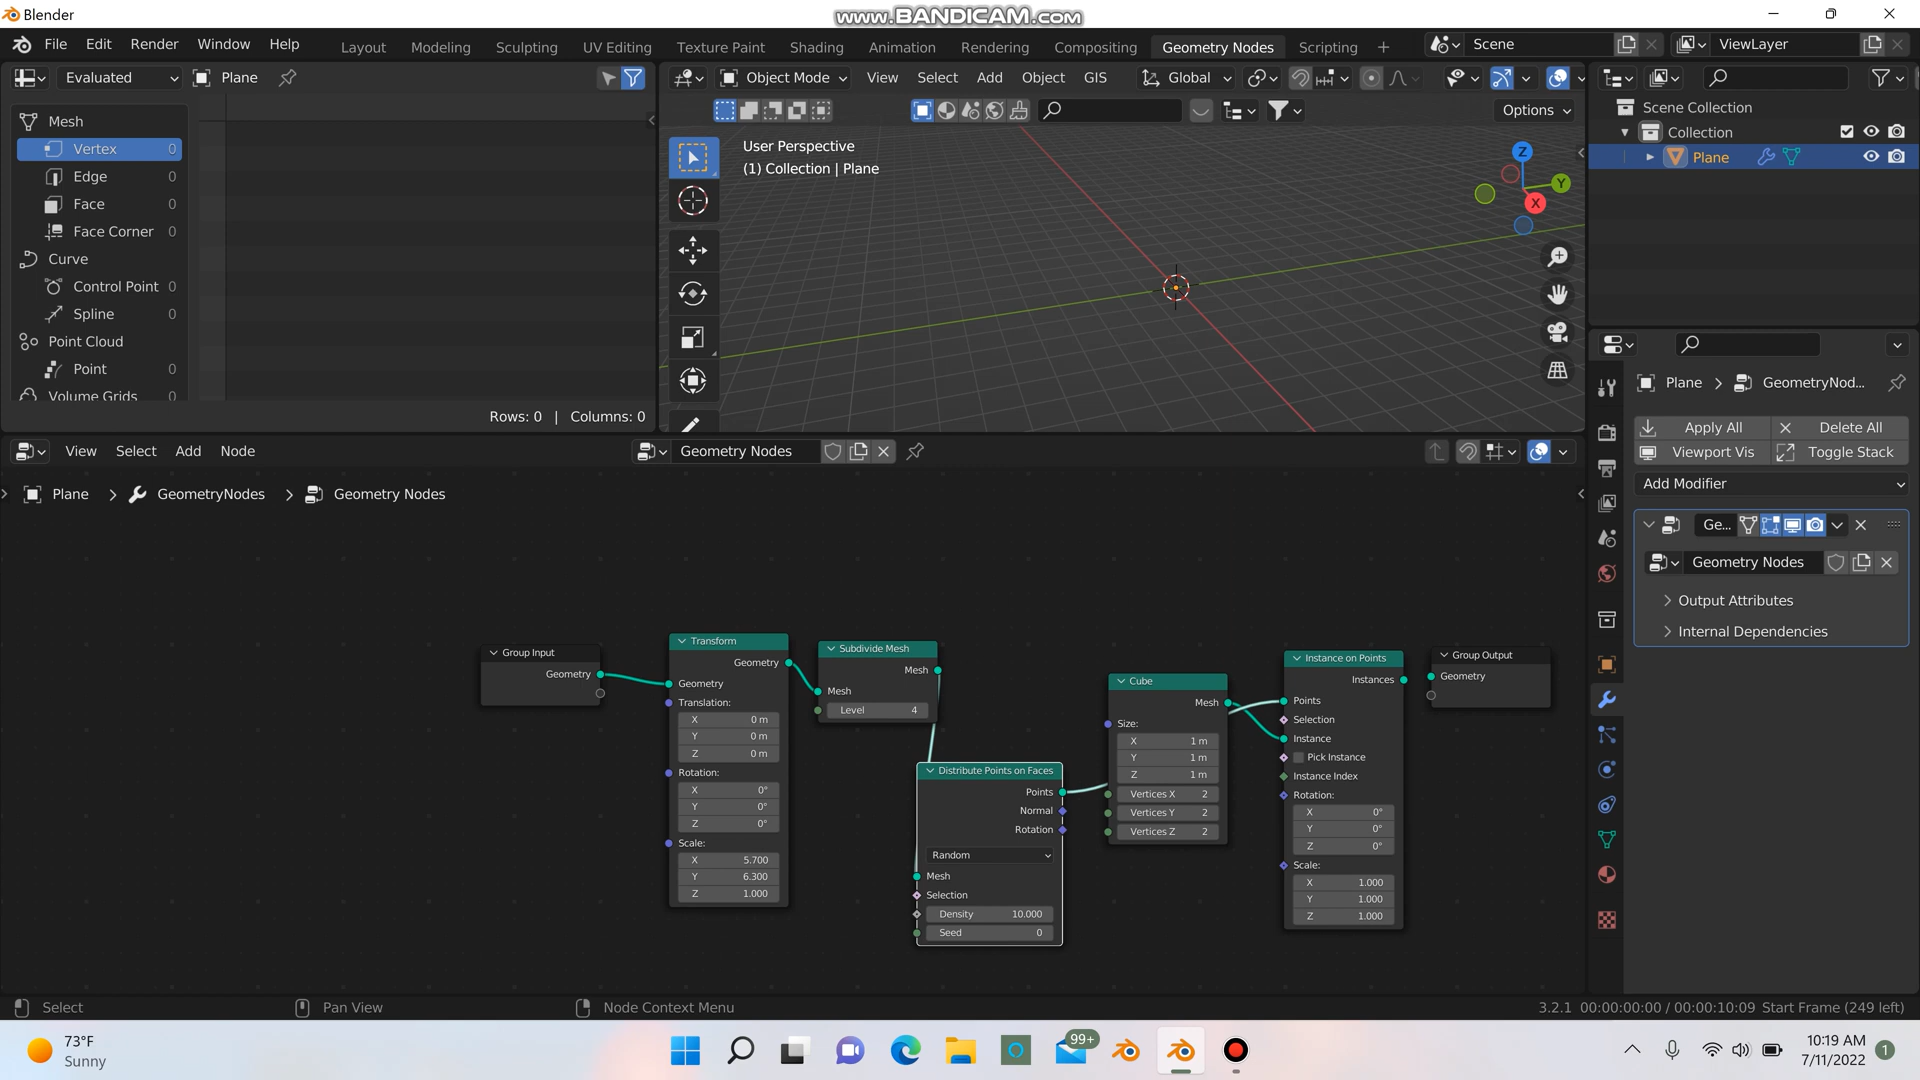 Blender
www.BANDICAM.com
File Edit Render Window Help
Layout Modeling Sculpting UV Editing Texture Paint Shading Animation Rendering Compositing Geometry Nodes Scripting +
Scene
ViewLayer
Evaluated
Plane
Object Mode
View Select Add Object GIS
Global
Options
Mesh
Vertex 0
Edge 0
Face 0
Face Corner 0
Curve
Control Point 0
Spline 0
Point Cloud
Point 0
Volume Grids 0
Rows: 0 | Columns: 0
User Perspective
(1) Collection | Plane
Z
Y
X
Scene Collection
Collection
Plane
Plane > GeometryNod...
Apply All
Delete All
Viewport Vis
Toggle Stack
Add Modifier
Ge...
Geometry Nodes
Output Attributes
Internal Dependencies
View Select Add Node
Geometry Nodes
Plane > GeometryNodes > Geometry Nodes
Group Input
Geometry
Transform
Geometry
Geometry
Translation:
X 0 m
Y 0 m
Z 0 m
Rotation:
X 0°
Y 0°
Z 0°
Scale:
X 5.700
Y 6.300
Z 1.000
Subdivide Mesh
Mesh
Mesh
Level 4
Distribute Points on Faces
Points
Normal
Rotation
Random
Mesh
Selection
Density 10.000
Seed 0
Cube
Mesh
Size:
X 1 m
Y 1 m
Z 1 m
Vertices X 2
Vertices Y 2
Vertices Z 2
Instance on Points
Instances
Points
Selection
Instance
Pick Instance
Instance Index
Rotation:
X 0°
Y 0°
Z 0°
Scale:
X 1.000
Y 1.000
Z 1.000
Group Output
Geometry
Select
Pan View
Node Context Menu
3.2.1 00:00:00:00 / 00:00:10:09 Start Frame (249 left)
73°F
Sunny
99+
10:19 AM
7/11/2022
1